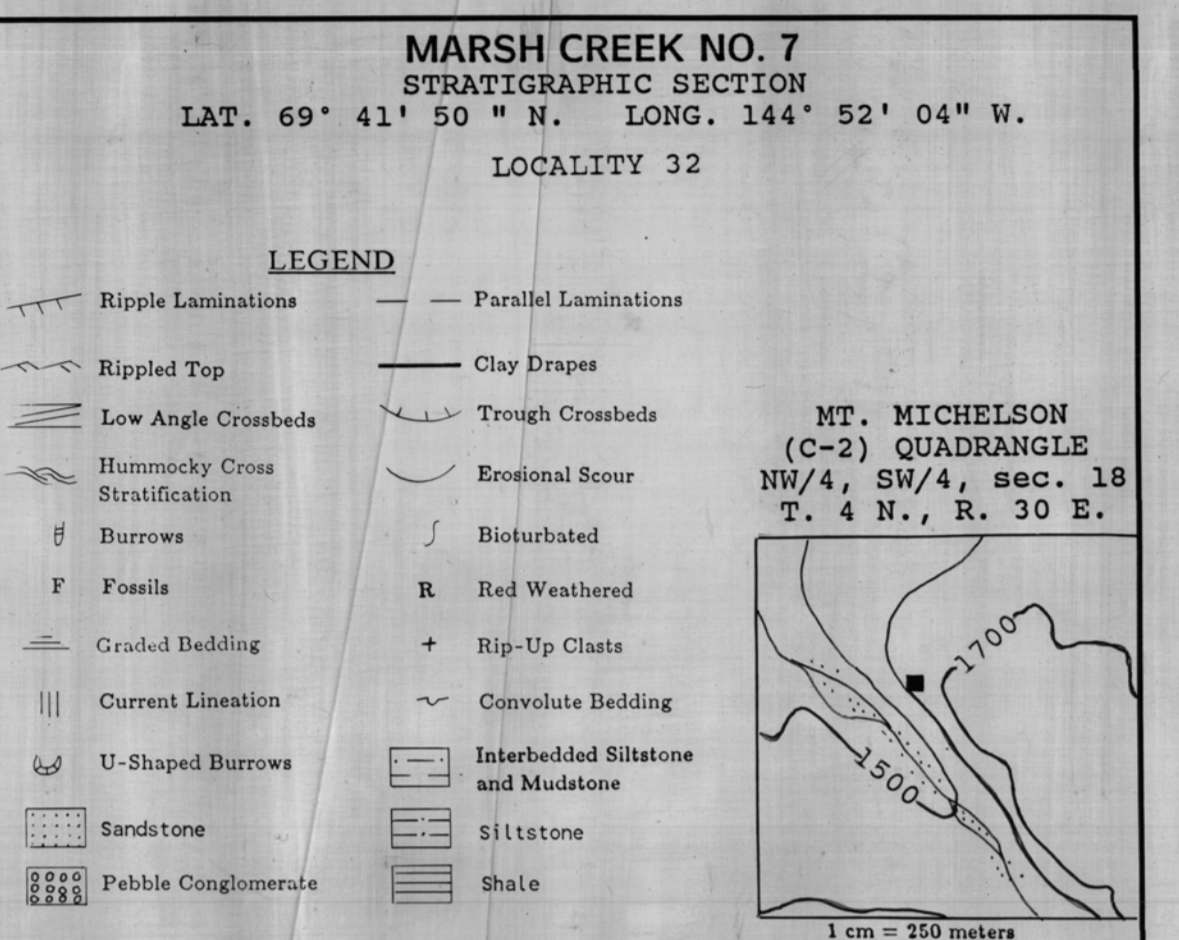 MARSH CREEK NO. 7
STRATIGRAPHIC SECTION
LAT. 69° 41' 50 " N. LONG. 144° 52' 04" W.
LOCALITY 32
LEGEND
Ripple Laminations
Rippled Top
Low Angle Crossbeds
Hummocky Cross
Stratification
Burrows
F Fossils
Graded Bedding
Current Lineation
U-Shaped Burrows
Sandstone
Pebble Conglomerate
Parallel Laminations
Clay Drapes
Trough Crossbeds
Erosional Scour
Bioturbated
R Red Weathered
+ Rip-Up Clasts
Convolute Bedding
Interbedded Siltstone
and Mudstone
Siltstone
Shale
MT. MICHELSON
(C-2) QUADRANGLE
NW/4, SW/4, sec. 18
T. 4 N., R. 30 E.
1700
1500
1 cm = 250 meters